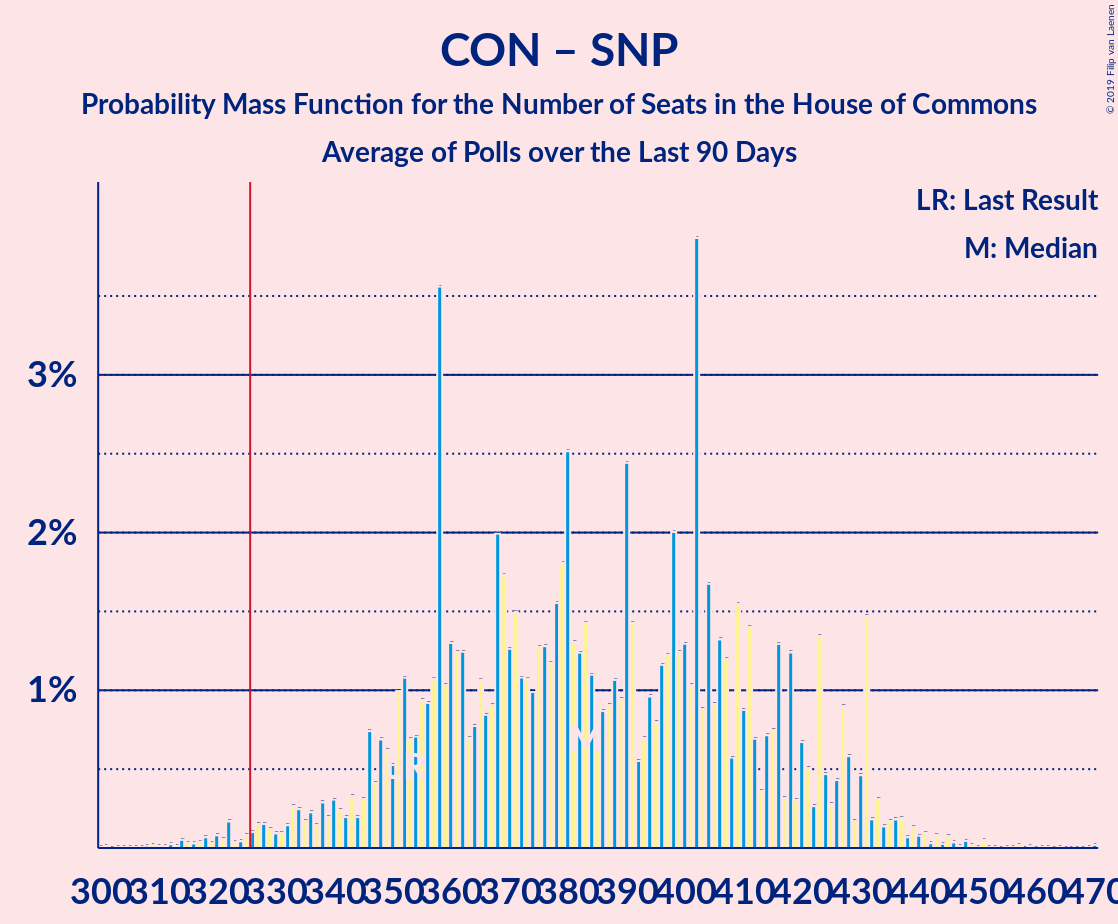 CON – SNP
Probability Mass Function for the Number of Seats in the House of Commons
Average of Polls over the Last 90 Days
© 2019 Filip van Laenen
LR: Last Result
M: Median
3%
2%
1%
LR
M
300 310 320 330 340 350 360 370 380 390 400 410 420 430 440 450 460 470